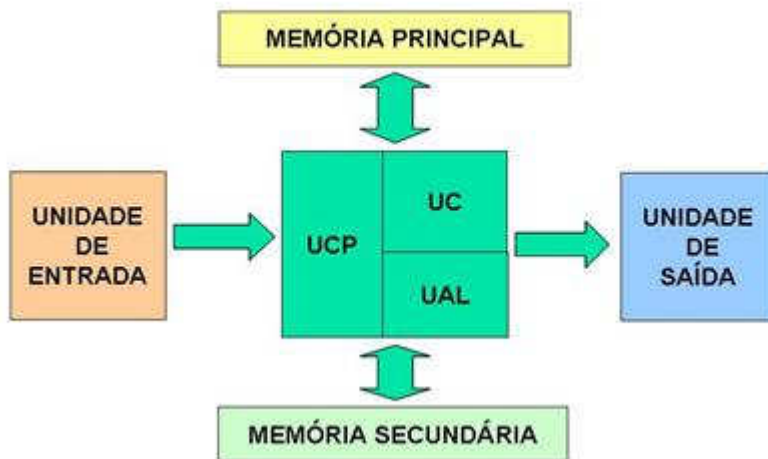 MEMÓRIA PRINCIPAL
UNIDADE
DE
ENTRADA
UCP
UC
UAL
UNIDADE
DE
SAÍDA
MEMÓRIA SECUNDÁRIA